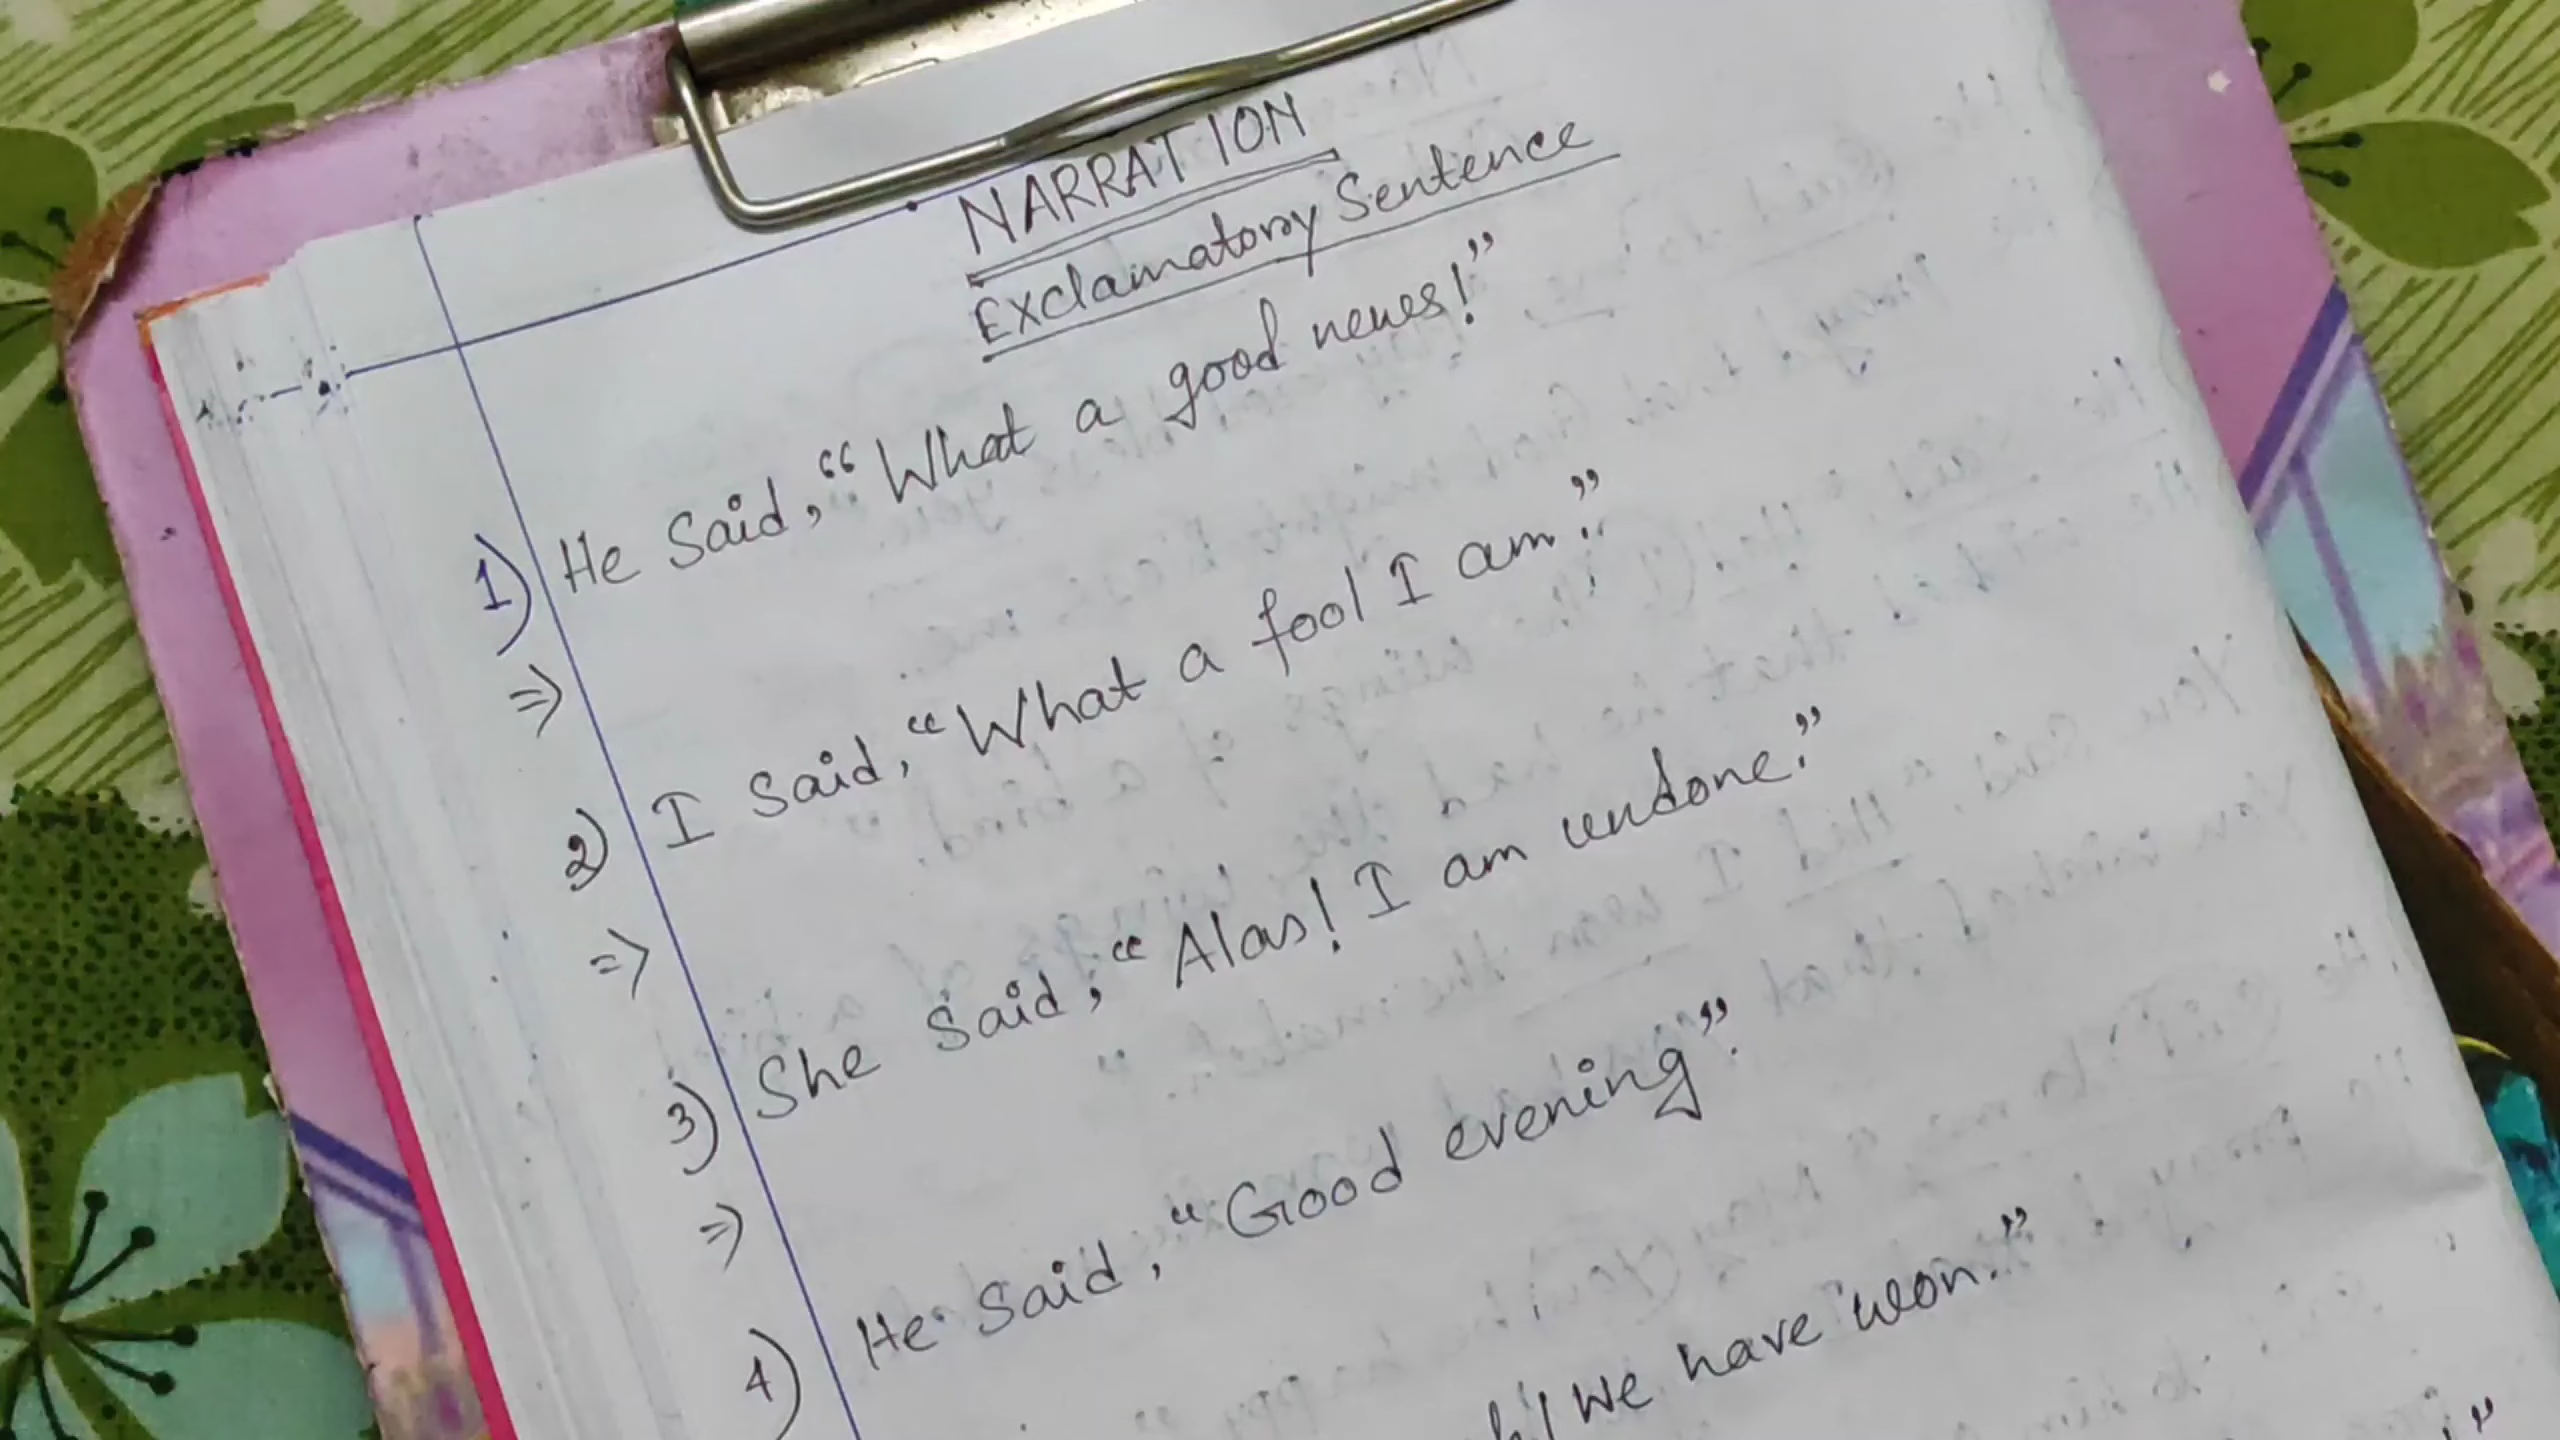 NARRATION
Exclamatory Sentence
1) He Said, “What a good news!”
=>
2) I Said, “What a fool I am.”
=>
3) She Said, “Alas! I am undone.”
=>
4) He Said, “Good evening”.
! We have won.”